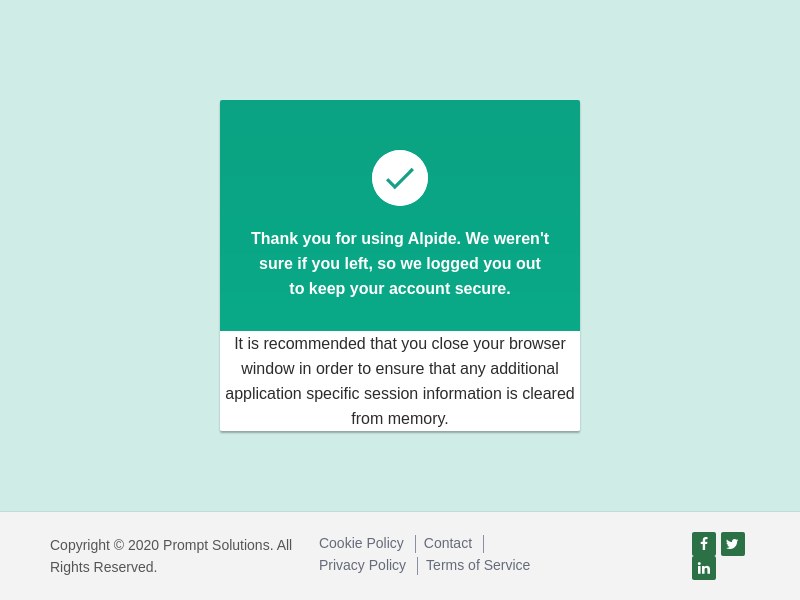 Thank you for using Alpide. We weren't
sure if you left, so we logged you out
to keep your account secure.
It is recommended that you close your browser
window in order to ensure that any additional
application specific session information is cleared
from memory.
Copyright © 2020 Prompt Solutions. All
Rights Reserved.
Cookie Policy
Contact
Privacy Policy
Terms of Service